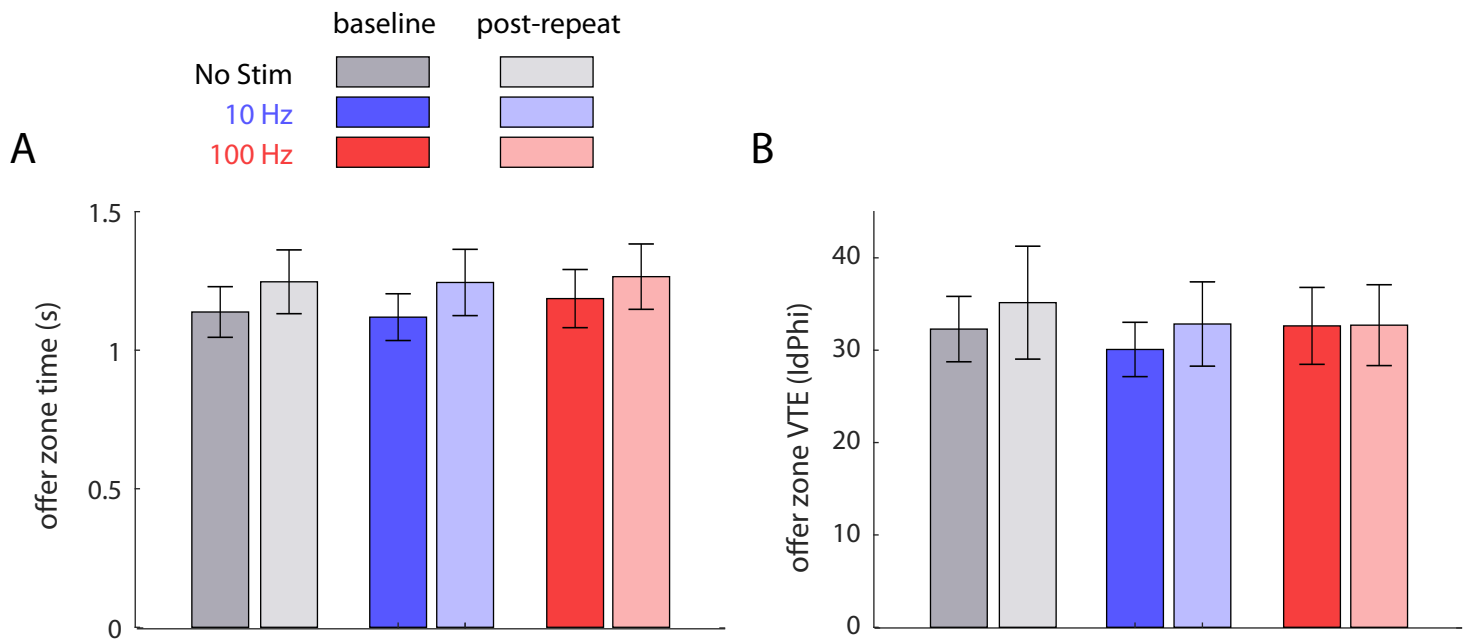 baseline post-repeat
No Stim
10 Hz
100 Hz
A
offer zone time (s)
1.5
1
0.5
0
B
offer zone VTE (IdPhi)
40
30
20
10
0